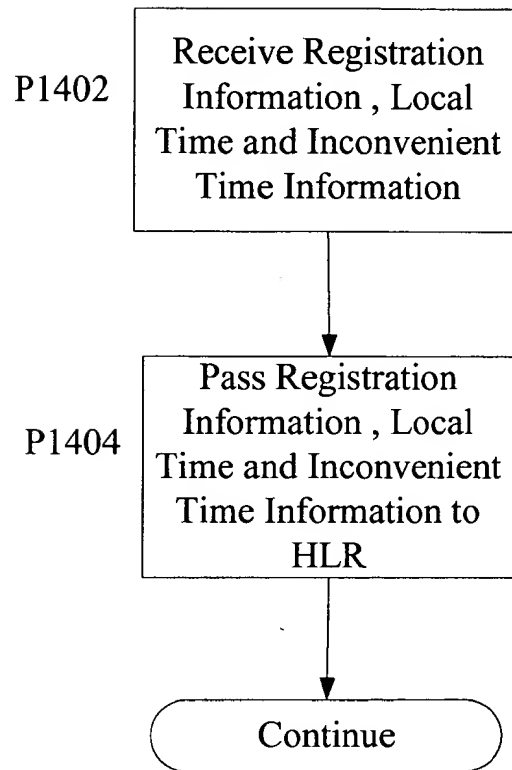 P1402
Receive Registration
Information , Local
Time and Inconvenient
Time Information
P1404
Pass Registration
Information , Local
Time and Inconvenient
Time Information to
HLR
Continue